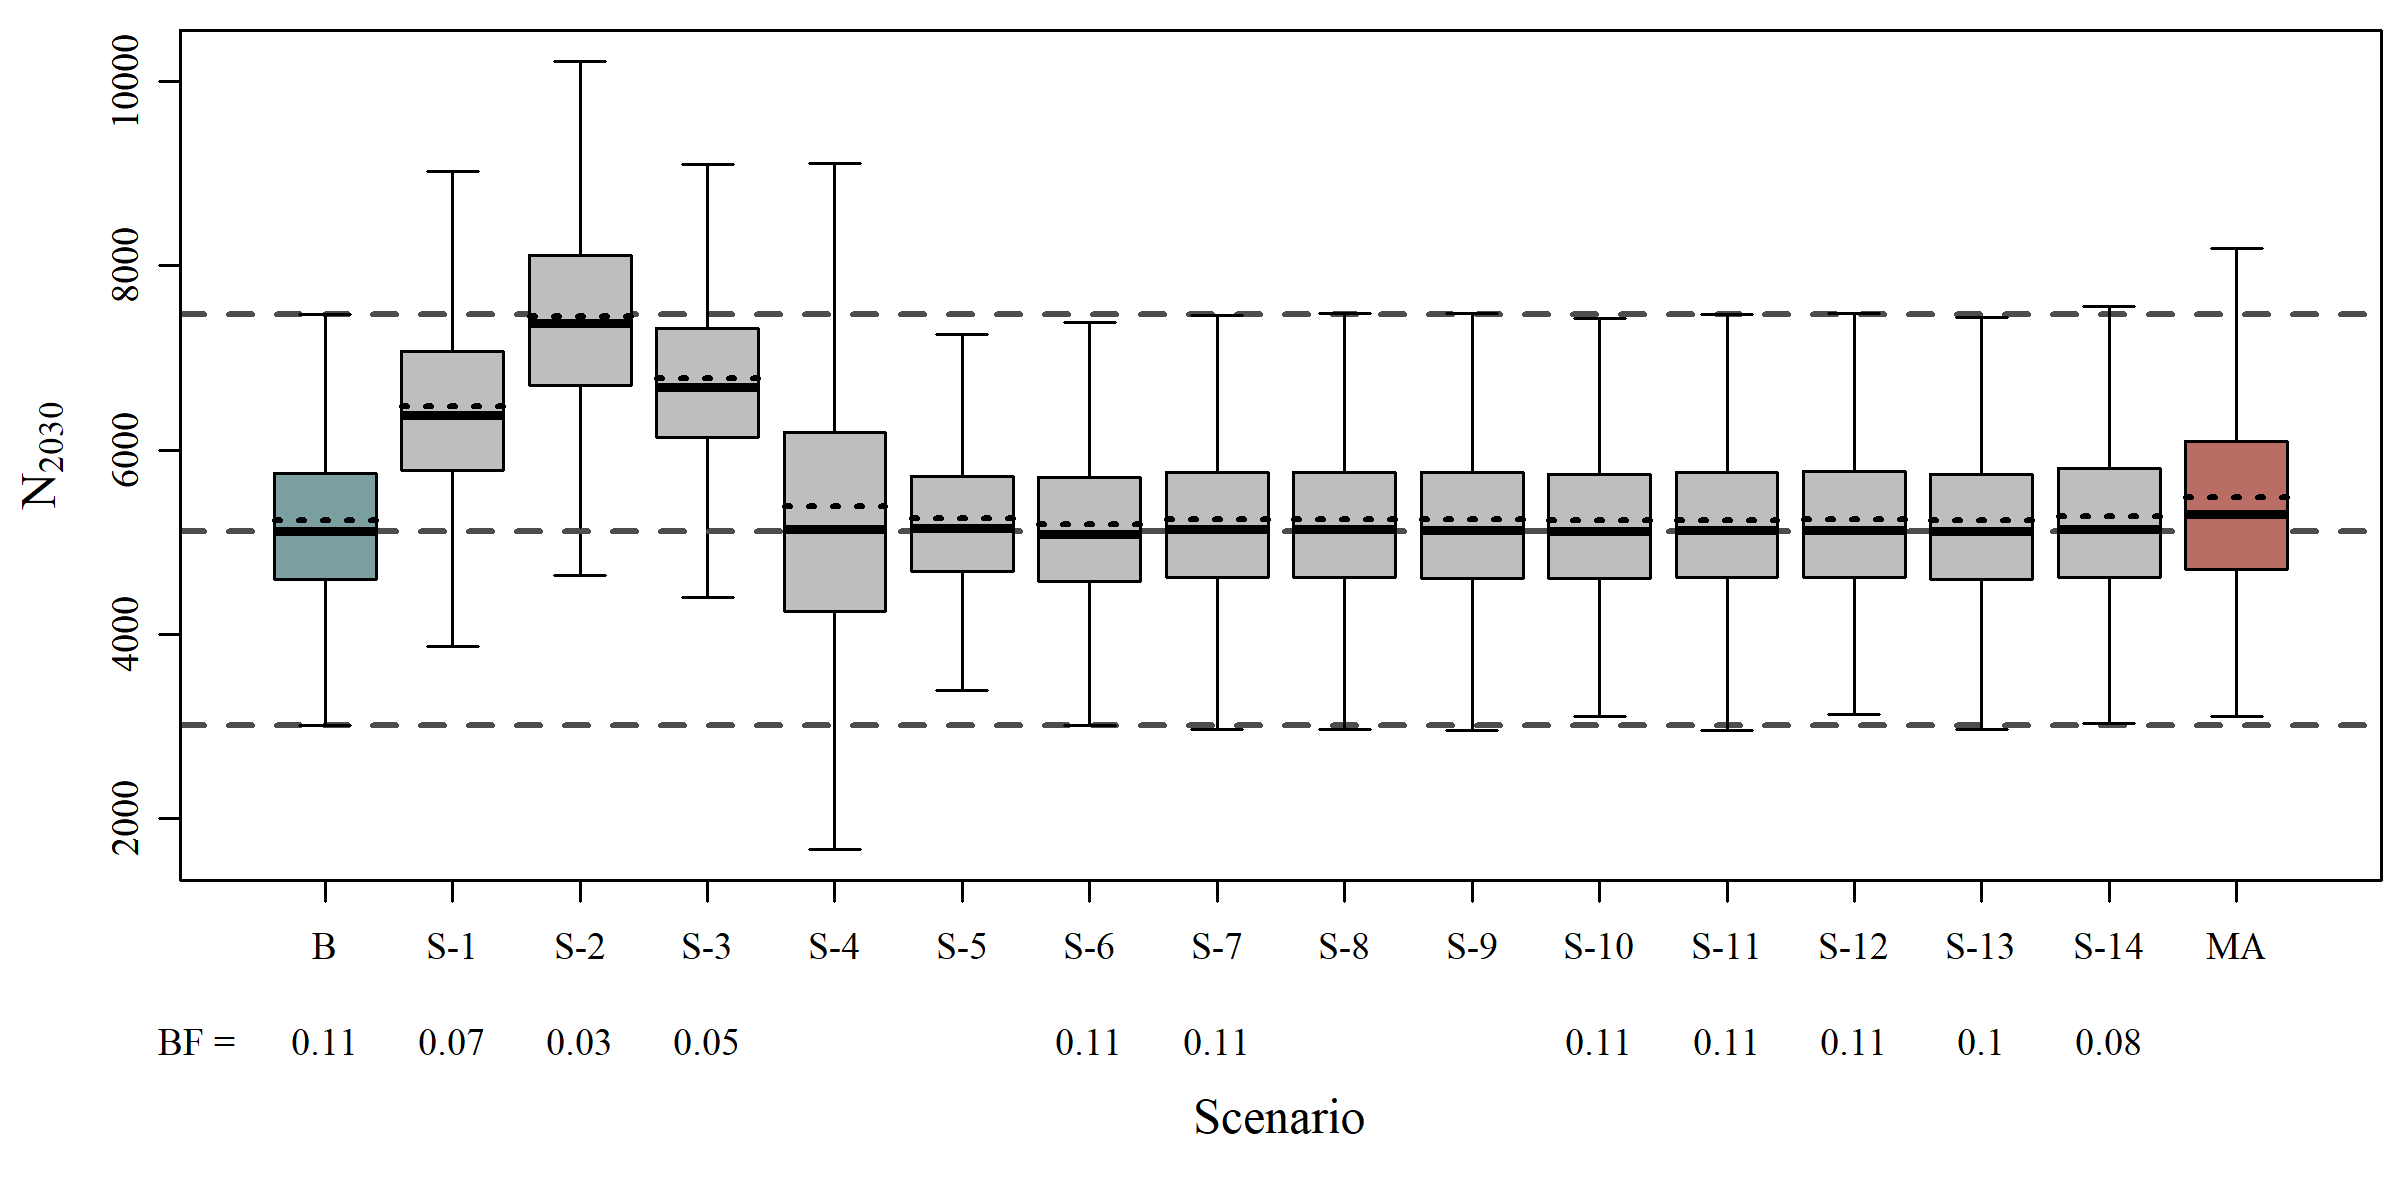 10000
8000
6000
4000
2000
N2030
B S-1 S-2 S-3 S-4 S-5 S-6 S-7 S-8 S-9 S-10 S-11 S-12 S-13 S-14 MA
BF = 0.11 0.07 0.03 0.05 0.11 0.11 0.11 0.11 0.11 0.1 0.08
Scenario